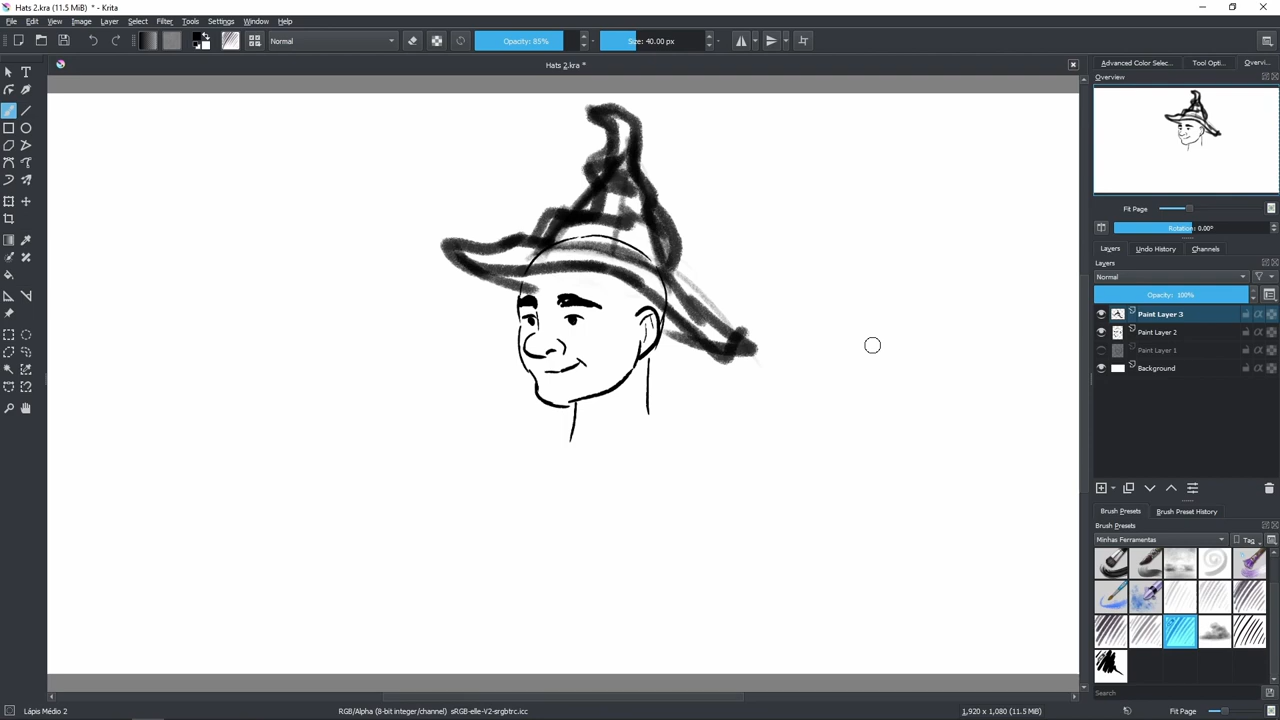 Hats 2.kra (11.5 MiB) * - Krita
File Edit View Image Layer Select Filter Tools Settings Window Help
Normal Opacity: 85% Size: 40.00 px
Hats 2.kra *
Advanced Color Selec... Tool Opti... Overvi...
Overview
Fit Page
Rotation: 0.00°
Layers Undo History Channels
Layers
Normal
Opacity: 100%
Paint Layer 3
Paint Layer 2
Paint Layer 1
Background
Brush Presets Brush Preset History
Brush Presets
Minhas Ferramentas Tag
Search
Lápis Médio 2 RGB/Alpha (8-bit integer/channel) sRGB-elle-V2-srgbtrc.icc 1,920 x 1,080 (11.5 MiB) Fit Page